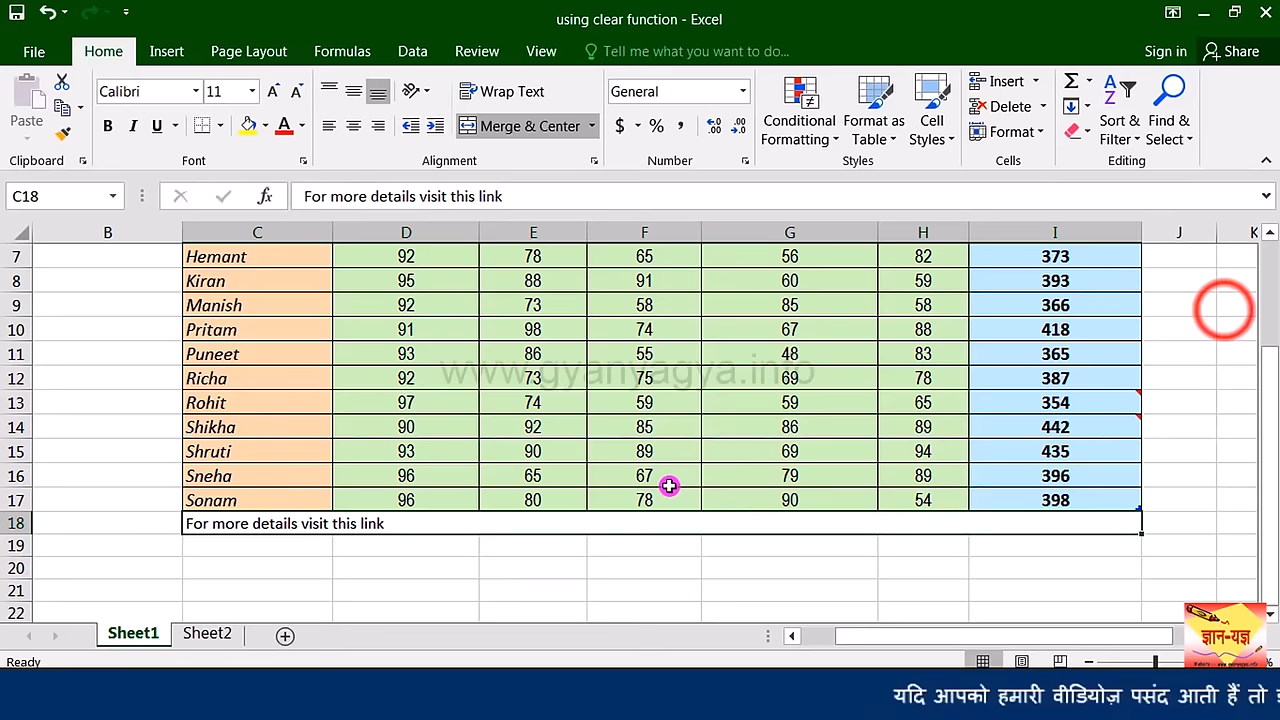 using clear function - Excel
File Home Insert Page Layout Formulas Data Review View Tell me what you want to do... Sign in Share
Calibri 11 Wrap Text General Insert Σ
Paste B I U Merge & Center $ % , Conditional Formatting Format as Table Cell Styles Delete Format Sort & Filter Find & Select
Clipboard Font Alignment Number Styles Cells Editing
C18 fx For more details visit this link
B C D E F G H I J K
7 Hemant 92 78 65 56 82 373
8 Kiran 95 88 91 60 59 393
9 Manish 92 73 58 85 58 366
10 Pritam 91 98 74 67 88 418
11 Puneet 93 86 55 48 83 365
www.gyanyagya.info
12 Richa 92 73 75 69 78 387
13 Rohit 97 74 59 59 65 354
14 Shikha 90 92 85 86 89 442
15 Shruti 93 90 89 69 94 435
16 Sneha 96 65 67 79 89 396
17 Sonam 96 80 78 90 54 398
18 For more details visit this link
19
20
21
22
Sheet1 Sheet2
ज्ञान-यज्ञ
Ready %
यदि आपको हमारी वीडियोज़ पसंद आती हैं तो